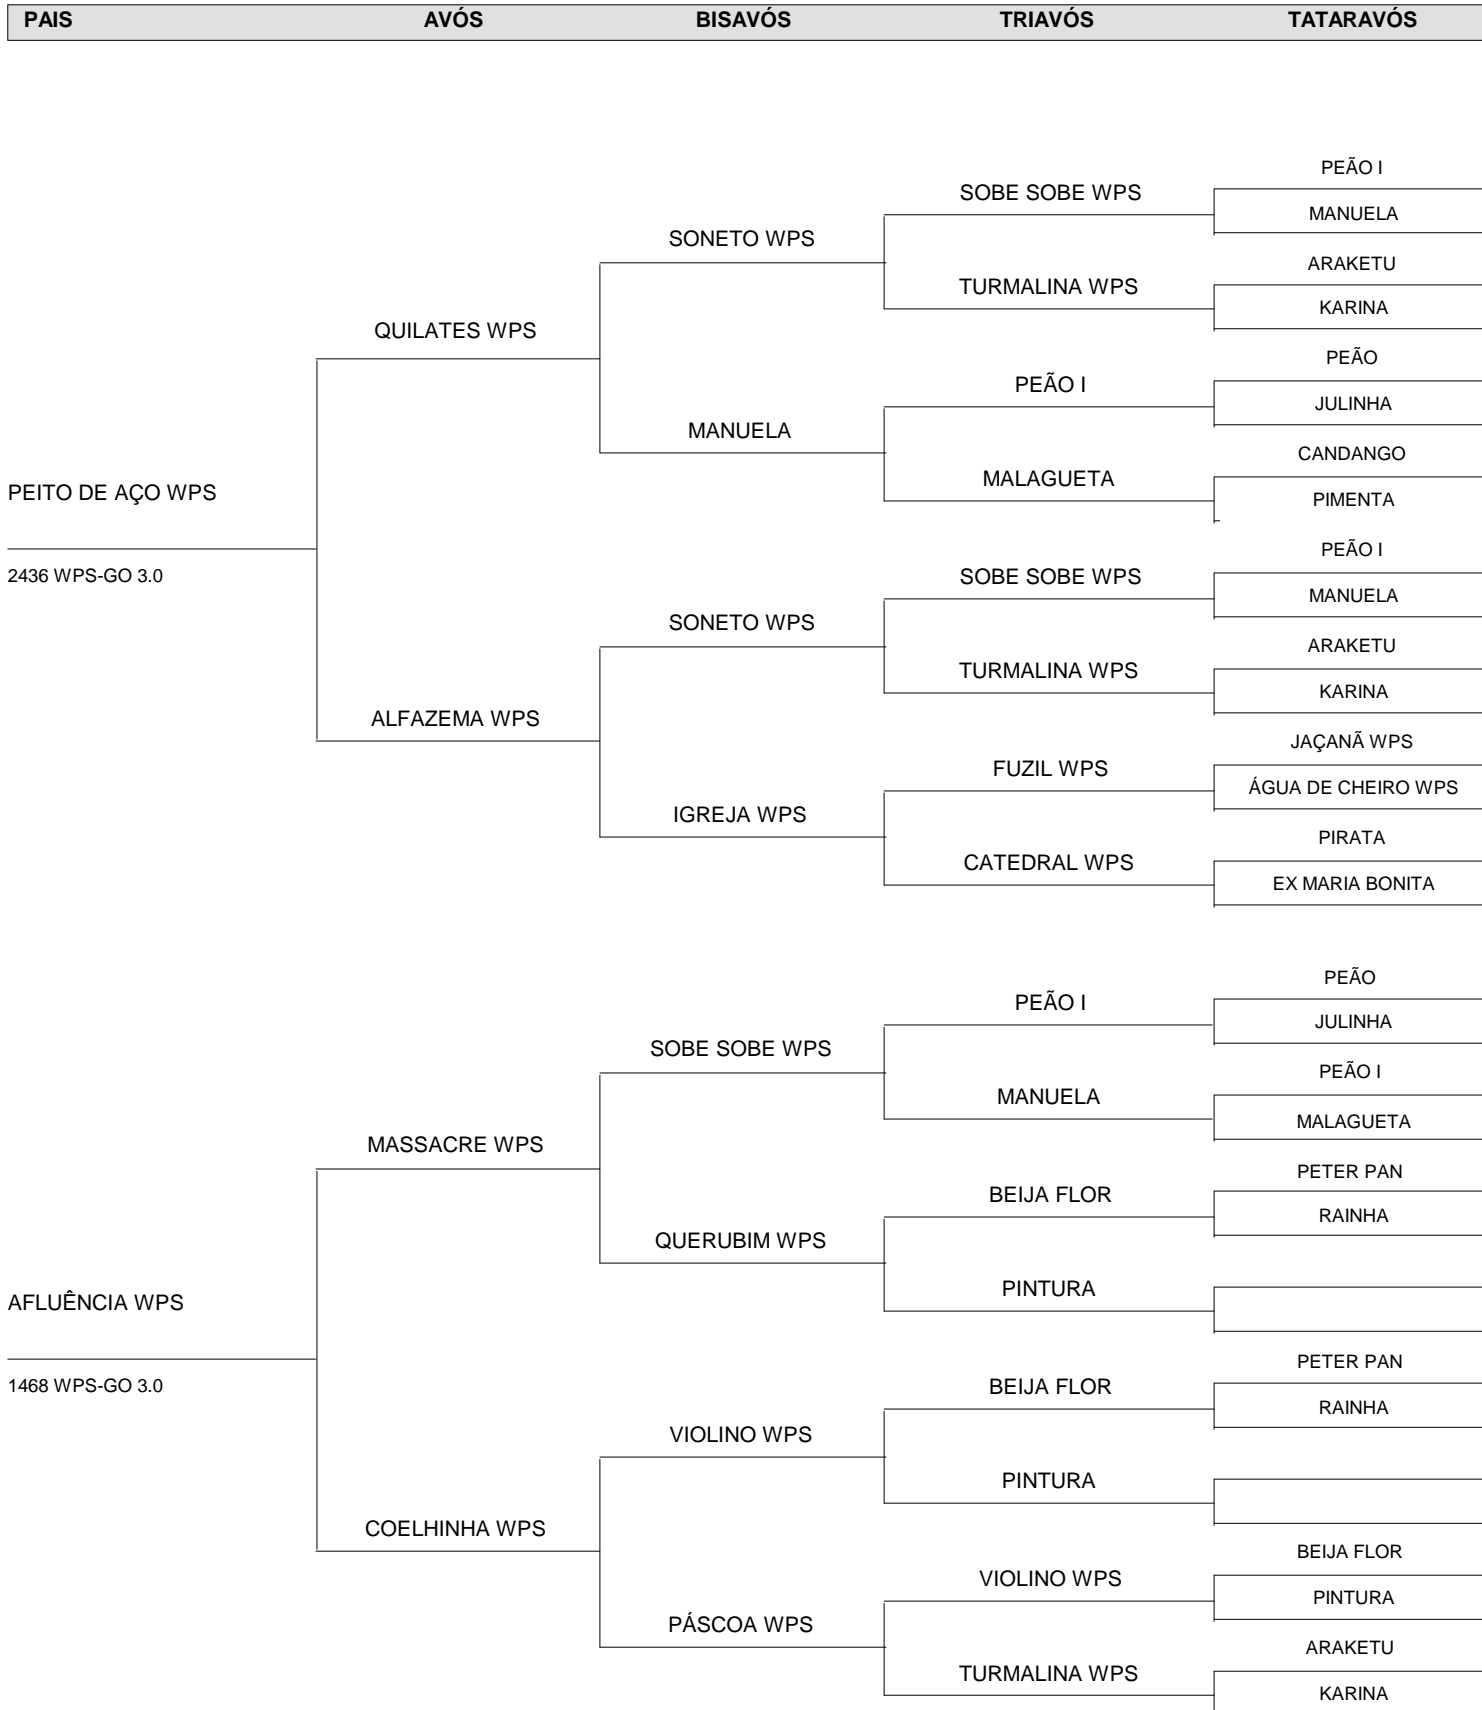 PAIS AVÓS BISAVÓS TRIAVÓS TATARAVÓS
PEÃO I
SOBE SOBE WPS
MANUELA
SONETO WPS
ARAKETU
TURMALINA WPS
KARINA
QUILATES WPS
PEÃO
PEÃO I
JULINHA
MANUELA
CANDANGO
MALAGUETA
PEITO DE AÇO WPS
PIMENTA
PEÃO I
2436 WPS-GO 3.0
SOBE SOBE WPS
MANUELA
SONETO WPS
ARAKETU
TURMALINA WPS
KARINA
ALFAZEMA WPS
JAÇANÃ WPS
FUZIL WPS
ÁGUA DE CHEIRO WPS
IGREJA WPS
PIRATA
CATEDRAL WPS
EX MARIA BONITA
PEÃO
PEÃO I
JULINHA
SOBE SOBE WPS
PEÃO I
MANUELA
MALAGUETA
MASSACRE WPS
PETER PAN
BEIJA FLOR
RAINHA
QUERUBIM WPS
PINTURA
AFLUÊNCIA WPS
PETER PAN
1468 WPS-GO 3.0
BEIJA FLOR
RAINHA
VIOLINO WPS
PINTURA
COELHINHA WPS
BEIJA FLOR
VIOLINO WPS
PINTURA
PÁSCOA WPS
ARAKETU
TURMALINA WPS
KARINA